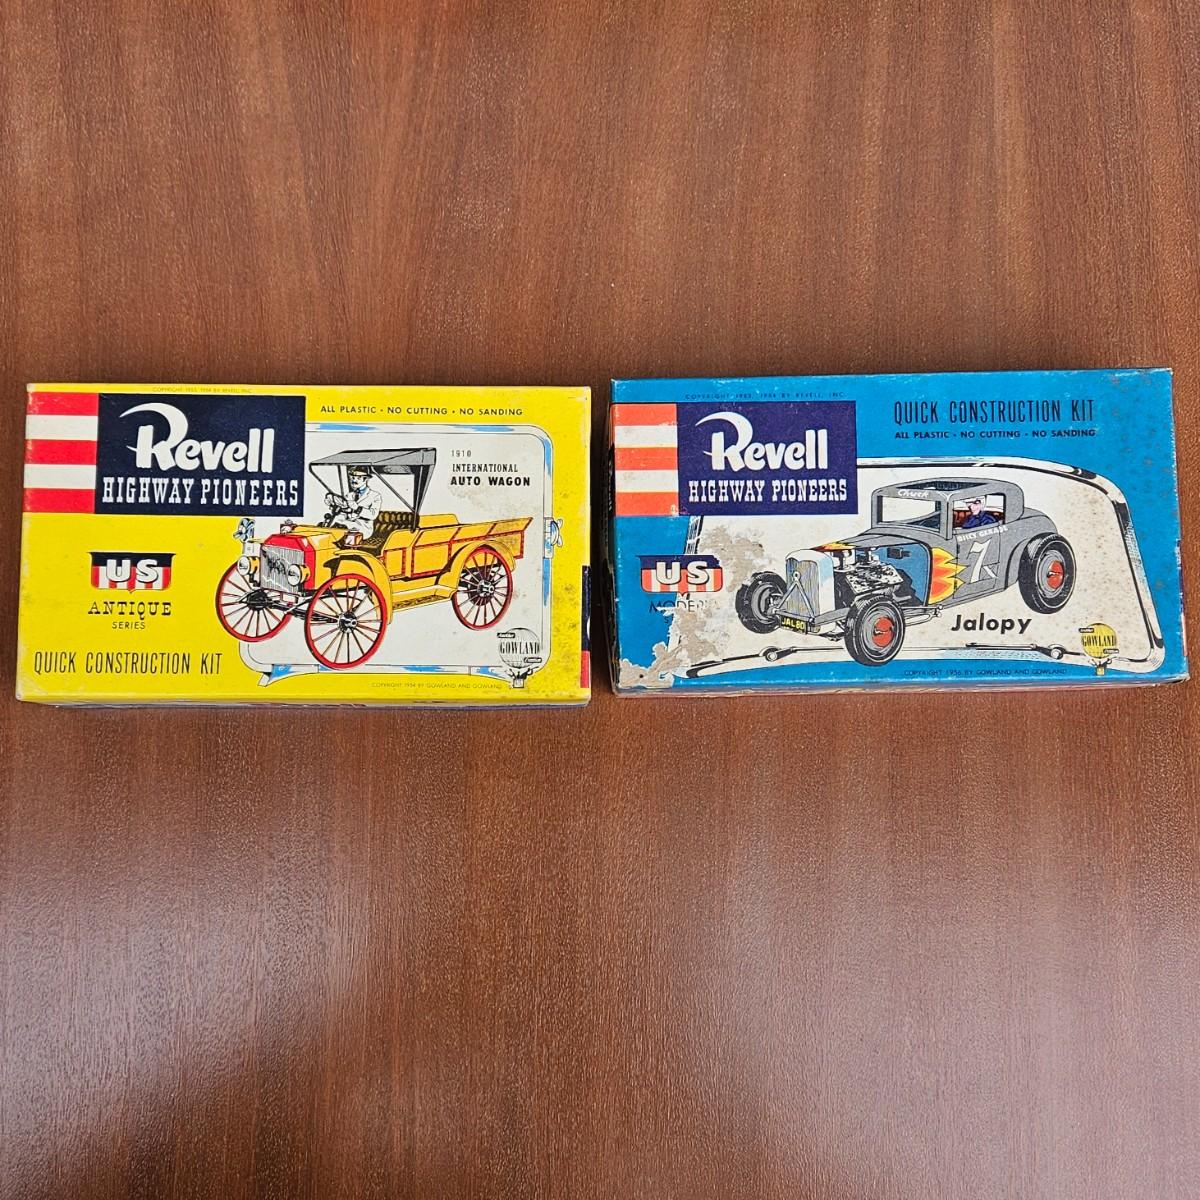 COPYRIGHT 1953, 1954 BY REVELL, INC.
Revell
HIGHWAY PIONEERS
ALL PLASTIC • NO CUTTING • NO SANDING
1910
INTERNATIONAL
AUTO WAGON
US
ANTIQUE
SERIES
QUICK CONSTRUCTION KIT
GOWLAND
COPYRIGHT 1954 BY GOWLAND AND GOWLAND
COPYRIGHT 1953, 1954 BY REVELL, INC.
Revell
HIGHWAY PIONEERS
QUICK CONSTRUCTION KIT
ALL PLASTIC • NO CUTTING • NO SANDING
Chuck
7
US
JAL80
Jalopy
GOWLAND
COPYRIGHT 1956 BY GOWLAND AND GOWLAND